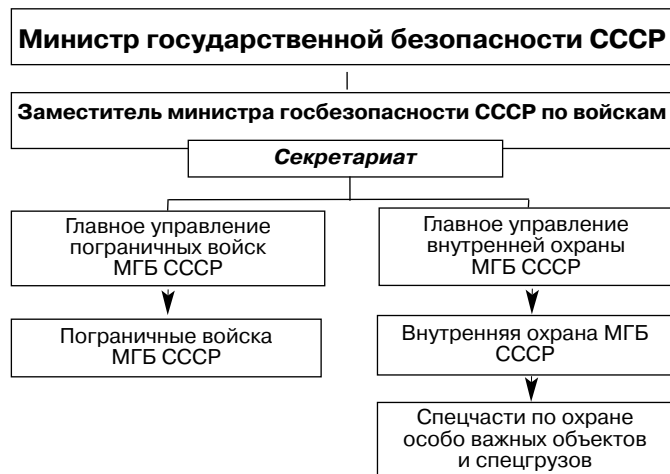 Министр государственной безопасности СССР
Заместитель министра госбезопасности СССР по войскам
Секретариат
Главное управление
пограничных войск
МГБ СССР
Главное управление
внутренней охраны
МГБ СССР
Пограничные войска
МГБ СССР
Внутренняя охрана МГБ
СССР
Спецчасти по охране
особо важных объектов
и спецгрузов